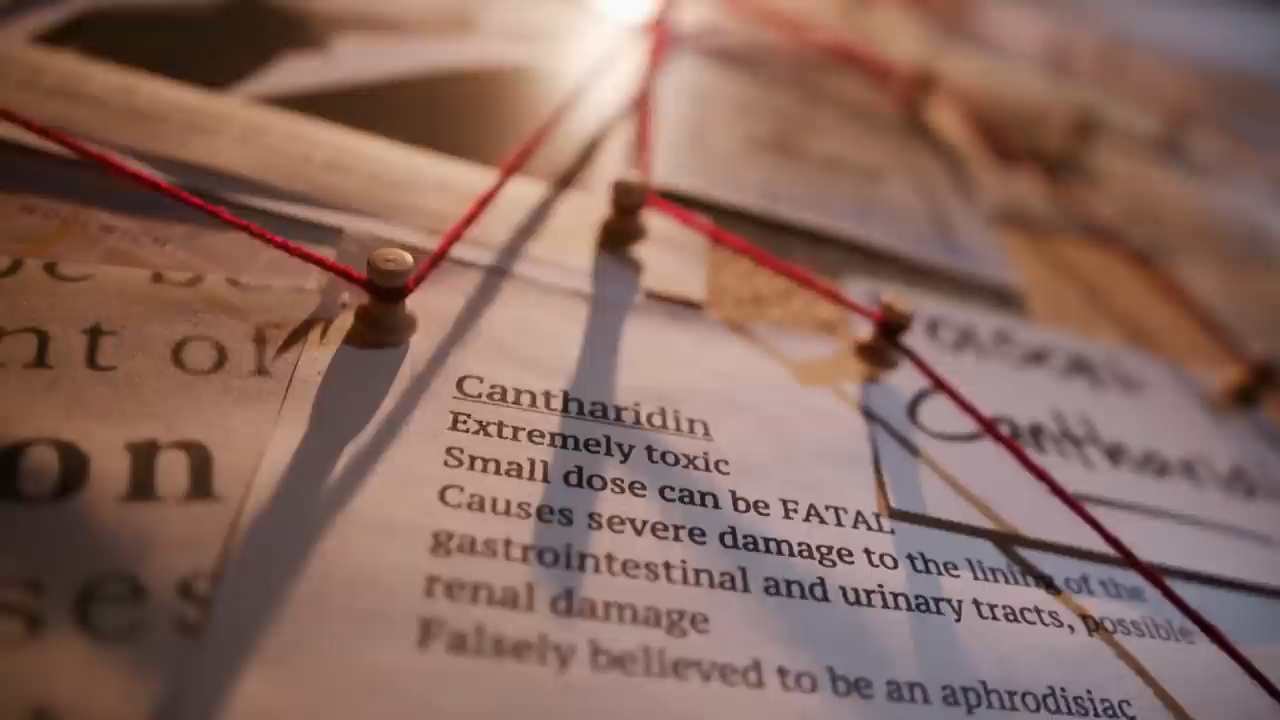 nt of
on
ses
Cantharidin
Extremely toxic
Small dose can be FATAL
Causes severe damage to the lining of the
gastrointestinal and urinary tracts, possible
renal damage
Falsely believed to be an aphrodisiac